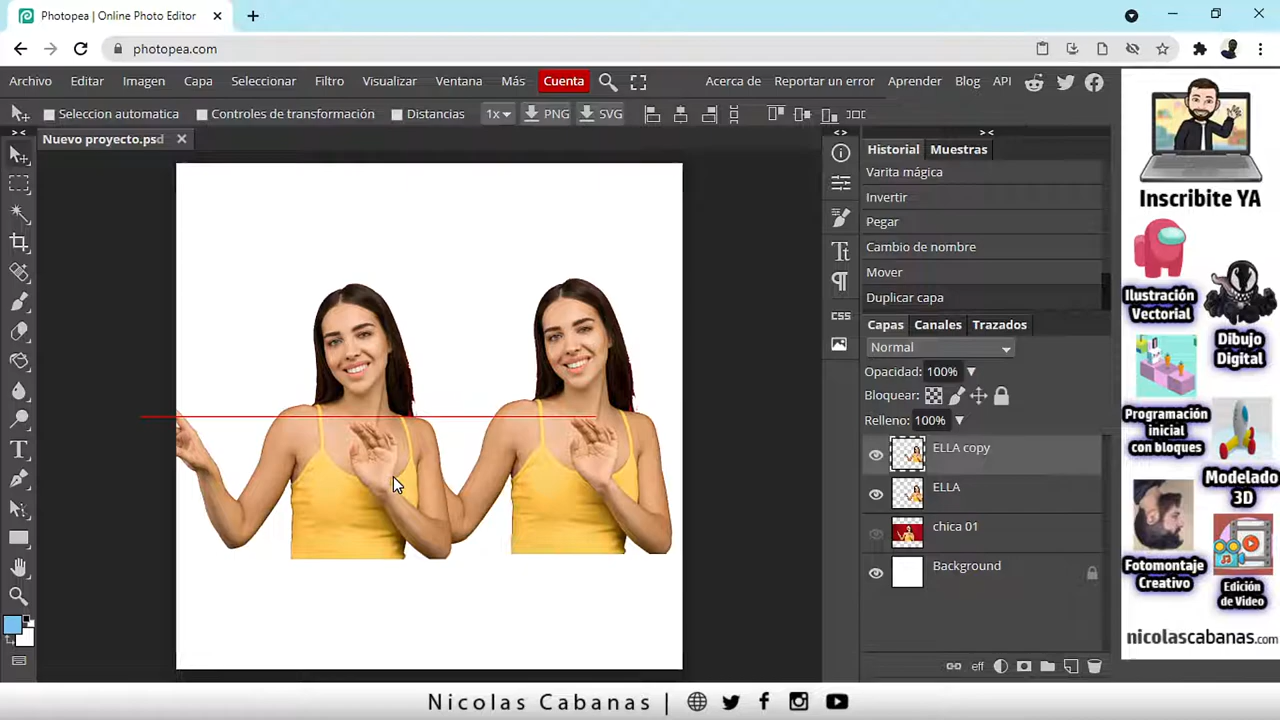 Photopea | Online Photo Editor
photopea.com
Archivo Editar Imagen Capa Seleccionar Filtro Visualizar Ventana Más Cuenta Acerca de Reportar un error Aprender Blog API
Seleccion automatica Controles de transformación Distancias 1x PNG SVG
Nuevo proyecto.psd
Historial Muestras
Varita mágica
Invertir
Pegar
Cambio de nombre
Mover
Duplicar capa
CSS
Capas Canales Trazados
Normal
Opacidad: 100%
Bloquear:
Relleno: 100%
ELLA copy
ELLA
chica 01
Background
eff
Inscribite YA
Ilustración
Vectorial
Dibujo
Digital
Programación
inicial
con bloques
Modelado
3D
Fotomontaje
Creativo
Edición
de Video
nicolascabanas.com
Nicolas Cabanas |